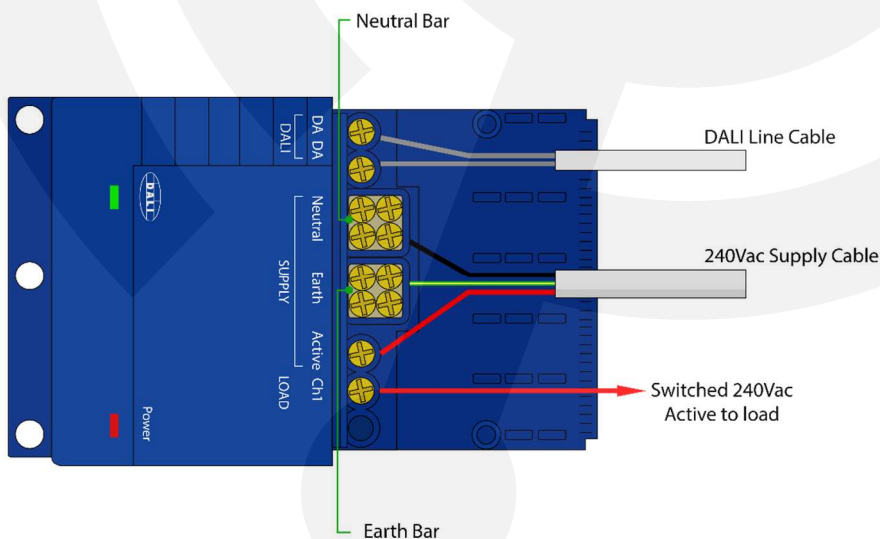 Neutral Bar
DA DA
DALI
DALI Line Cable
DALI
Neutral
SUPPLY
Earth
240Vac Supply Cable
Active
Ch1
LOAD
Switched 240Vac
Active to load
Power
Earth Bar